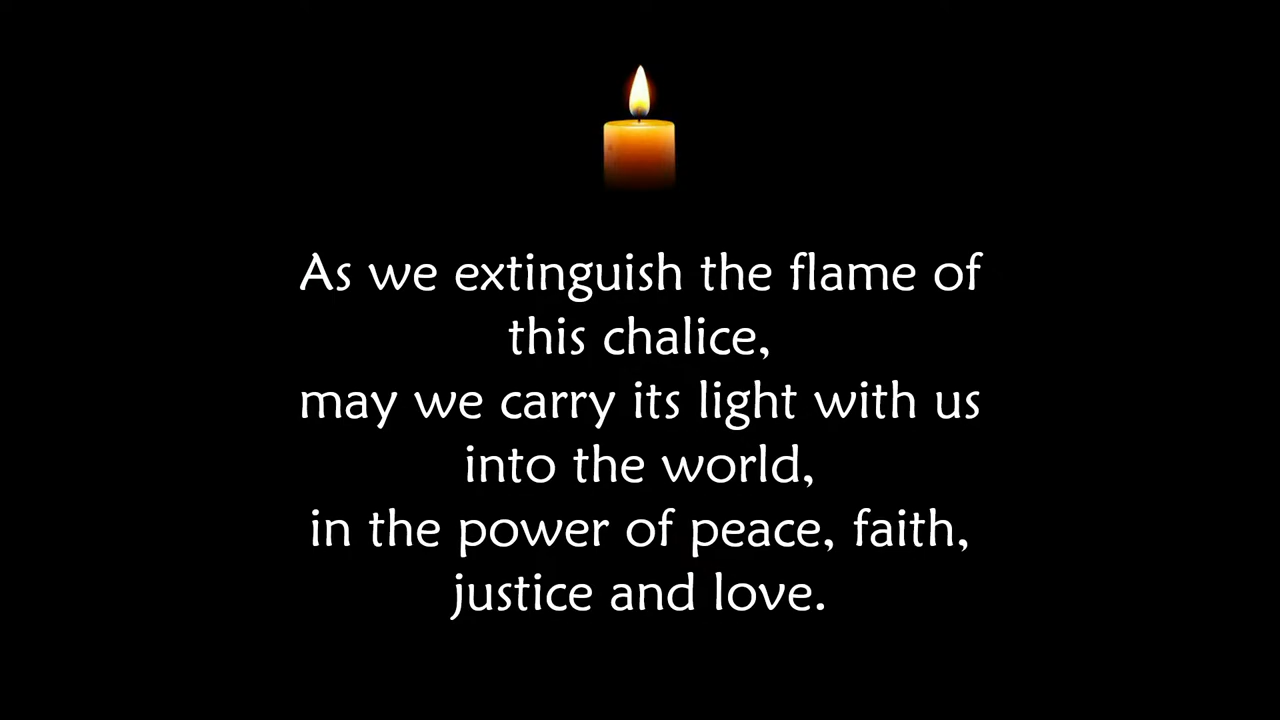 As we extinguish the flame of
this chalice,
may we carry its light with us
into the world,
in the power of peace, faith,
justice and love.